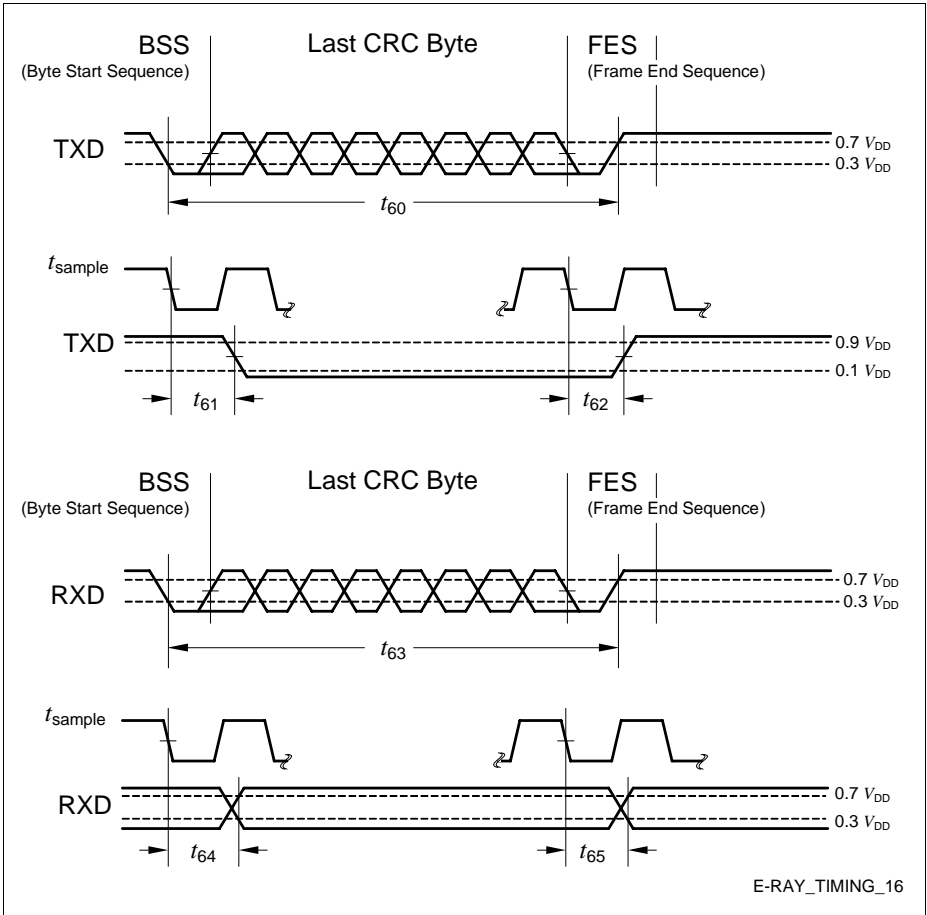 BSS Last CRC Byte FES
(Byte Start Sequence) (Frame End Sequence)
TXD
0.7 VDD
0.3 VDD
t60
tsample
TXD
0.9 VDD
0.1 VDD
t61 t62
BSS Last CRC Byte FES
(Byte Start Sequence) (Frame End Sequence)
RXD
0.7 VDD
0.3 VDD
t63
tsample
RXD
0.7 VDD
0.3 VDD
t64 t65
E-RAY_TIMING_16